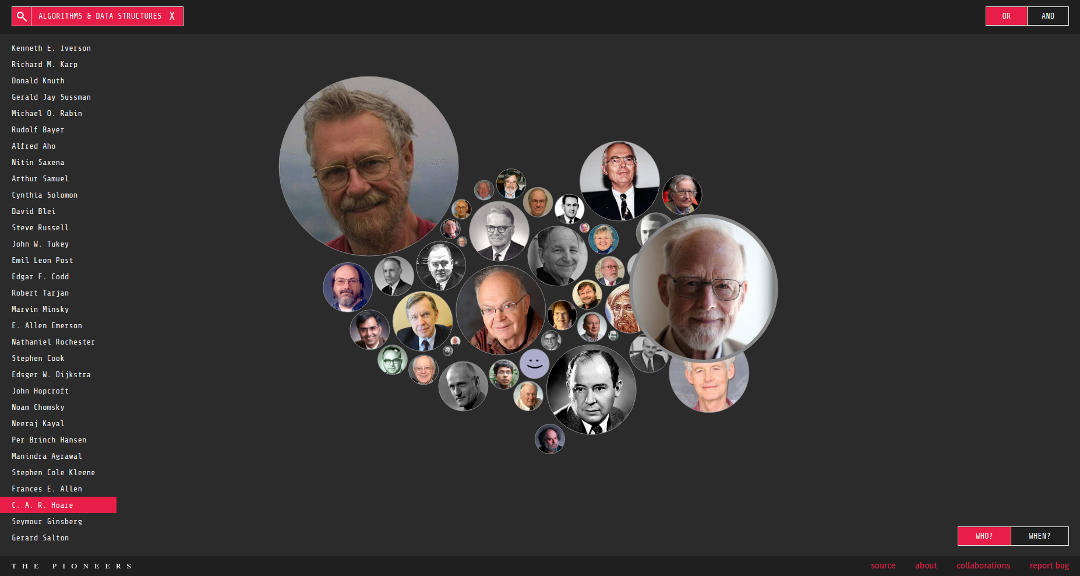 ALGORITHMS & DATA STRUCTURES X
OR AND
Kenneth E. Iverson
Richard M. Karp
Donald Knuth
Gerald Jay Sussman
Michael O. Rabin
Rudolf Bayer
Alfred Aho
Nitin Saxena
Arthur Samuel
Cynthia Solomon
David Blei
Steve Russell
John W. Tukey
Emil Leon Post
Edgar F. Codd
Robert Tarjan
Marvin Minsky
E. Allen Emerson
Nathaniel Rochester
Stephen Cook
Edsger W. Dijkstra
John Hopcroft
Noam Chomsky
Neeraj Kayal
Per Brinch Hansen
Manindra Agrawal
Stephen Cole Kleene
Frances E. Allen
C. A. R. Hoare
Seymour Ginsberg
Gerard Salton
WHO? WHEN?
THE PIONEERS
source about collaborations report bug